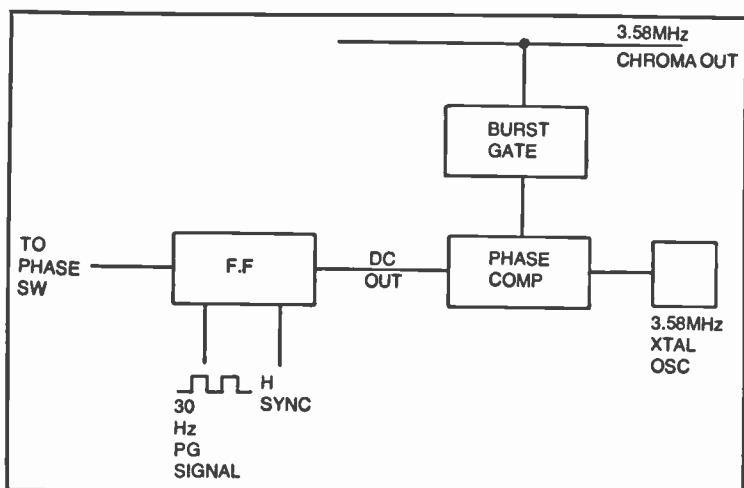 3.58MHz
CHROMA OUT
BURST
GATE
TO
PHASE
SW
F.F
DC
OUT
PHASE
COMP
3.58MHz
XTAL
OSC
H
SYNC
30
Hz
PG
SIGNAL